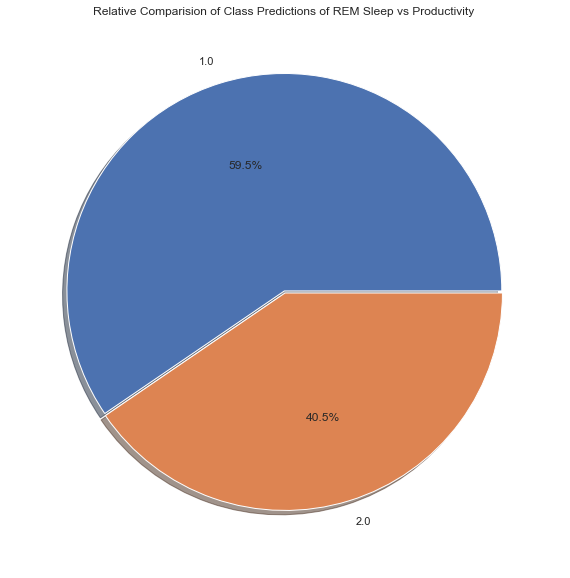 Relative Comparision of Class Predictions of REM Sleep vs Productivity
1.0
59.5%
40.5%
2.0